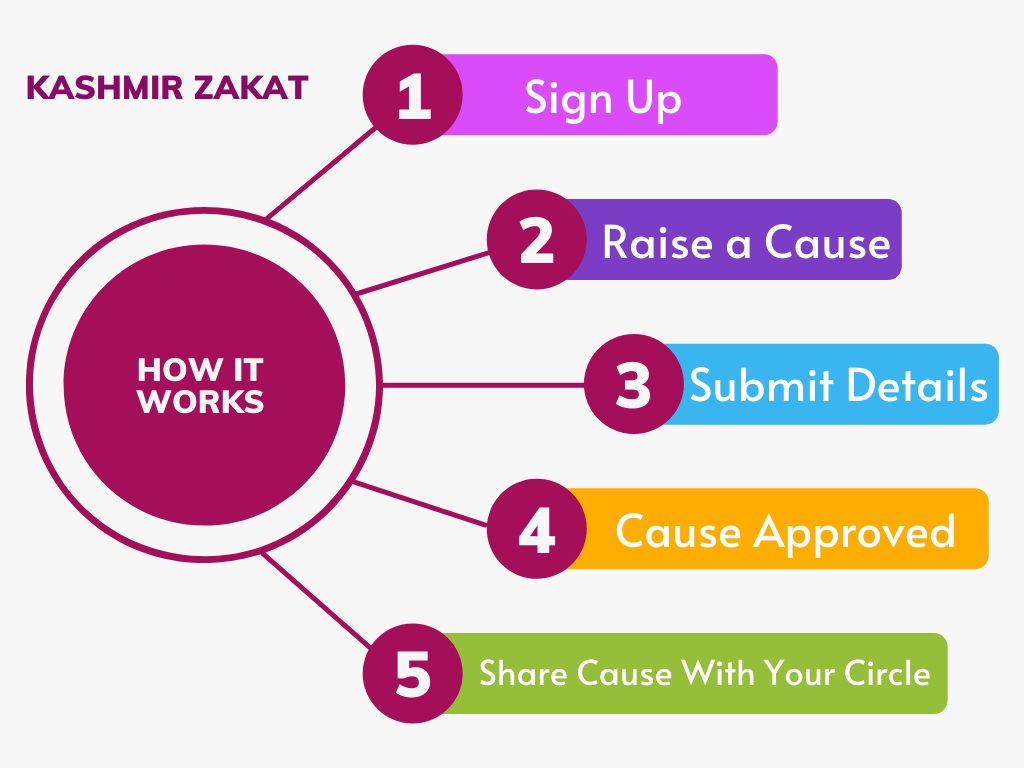 KASHMIR ZAKAT
HOW IT
WORKS
1
Sign Up
2
Raise a Cause
3
Submit Details
4
Cause Approved
5
Share Cause With Your Circle